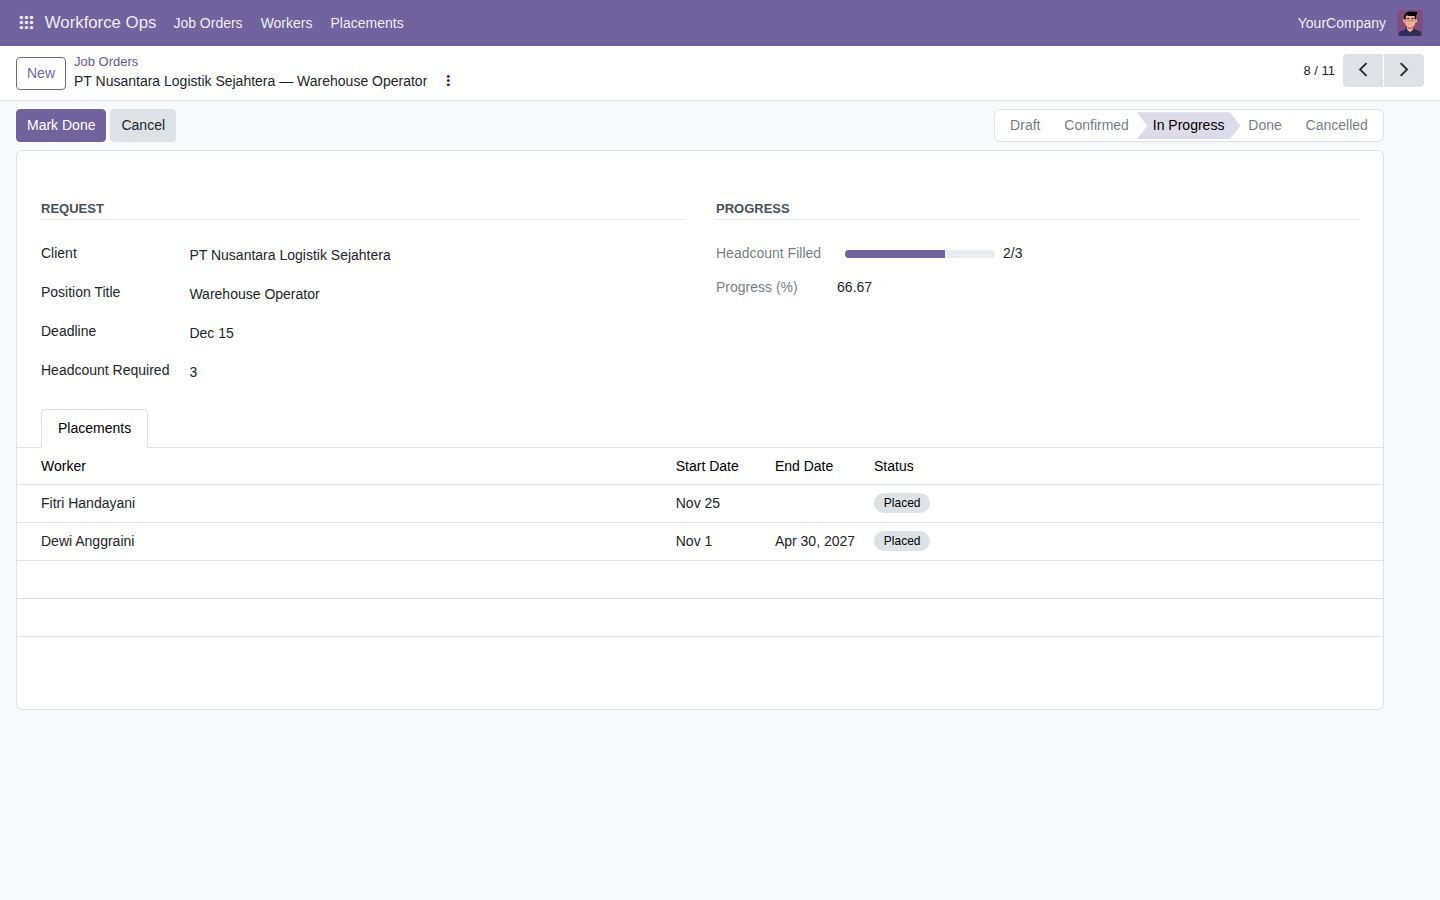 Workforce Ops Job Orders Workers Placements YourCompany
New
Job Orders
PT Nusantara Logistik Sejahtera — Warehouse Operator
8 / 11
Mark Done Cancel
Draft Confirmed In Progress Done Cancelled
REQUEST
Client PT Nusantara Logistik Sejahtera
Position Title Warehouse Operator
Deadline Dec 15
Headcount Required 3
PROGRESS
Headcount Filled 2/3
Progress (%) 66.67
Placements
Worker Start Date End Date Status
Fitri Handayani Nov 25 Placed
Dewi Anggraini Nov 1 Apr 30, 2027 Placed